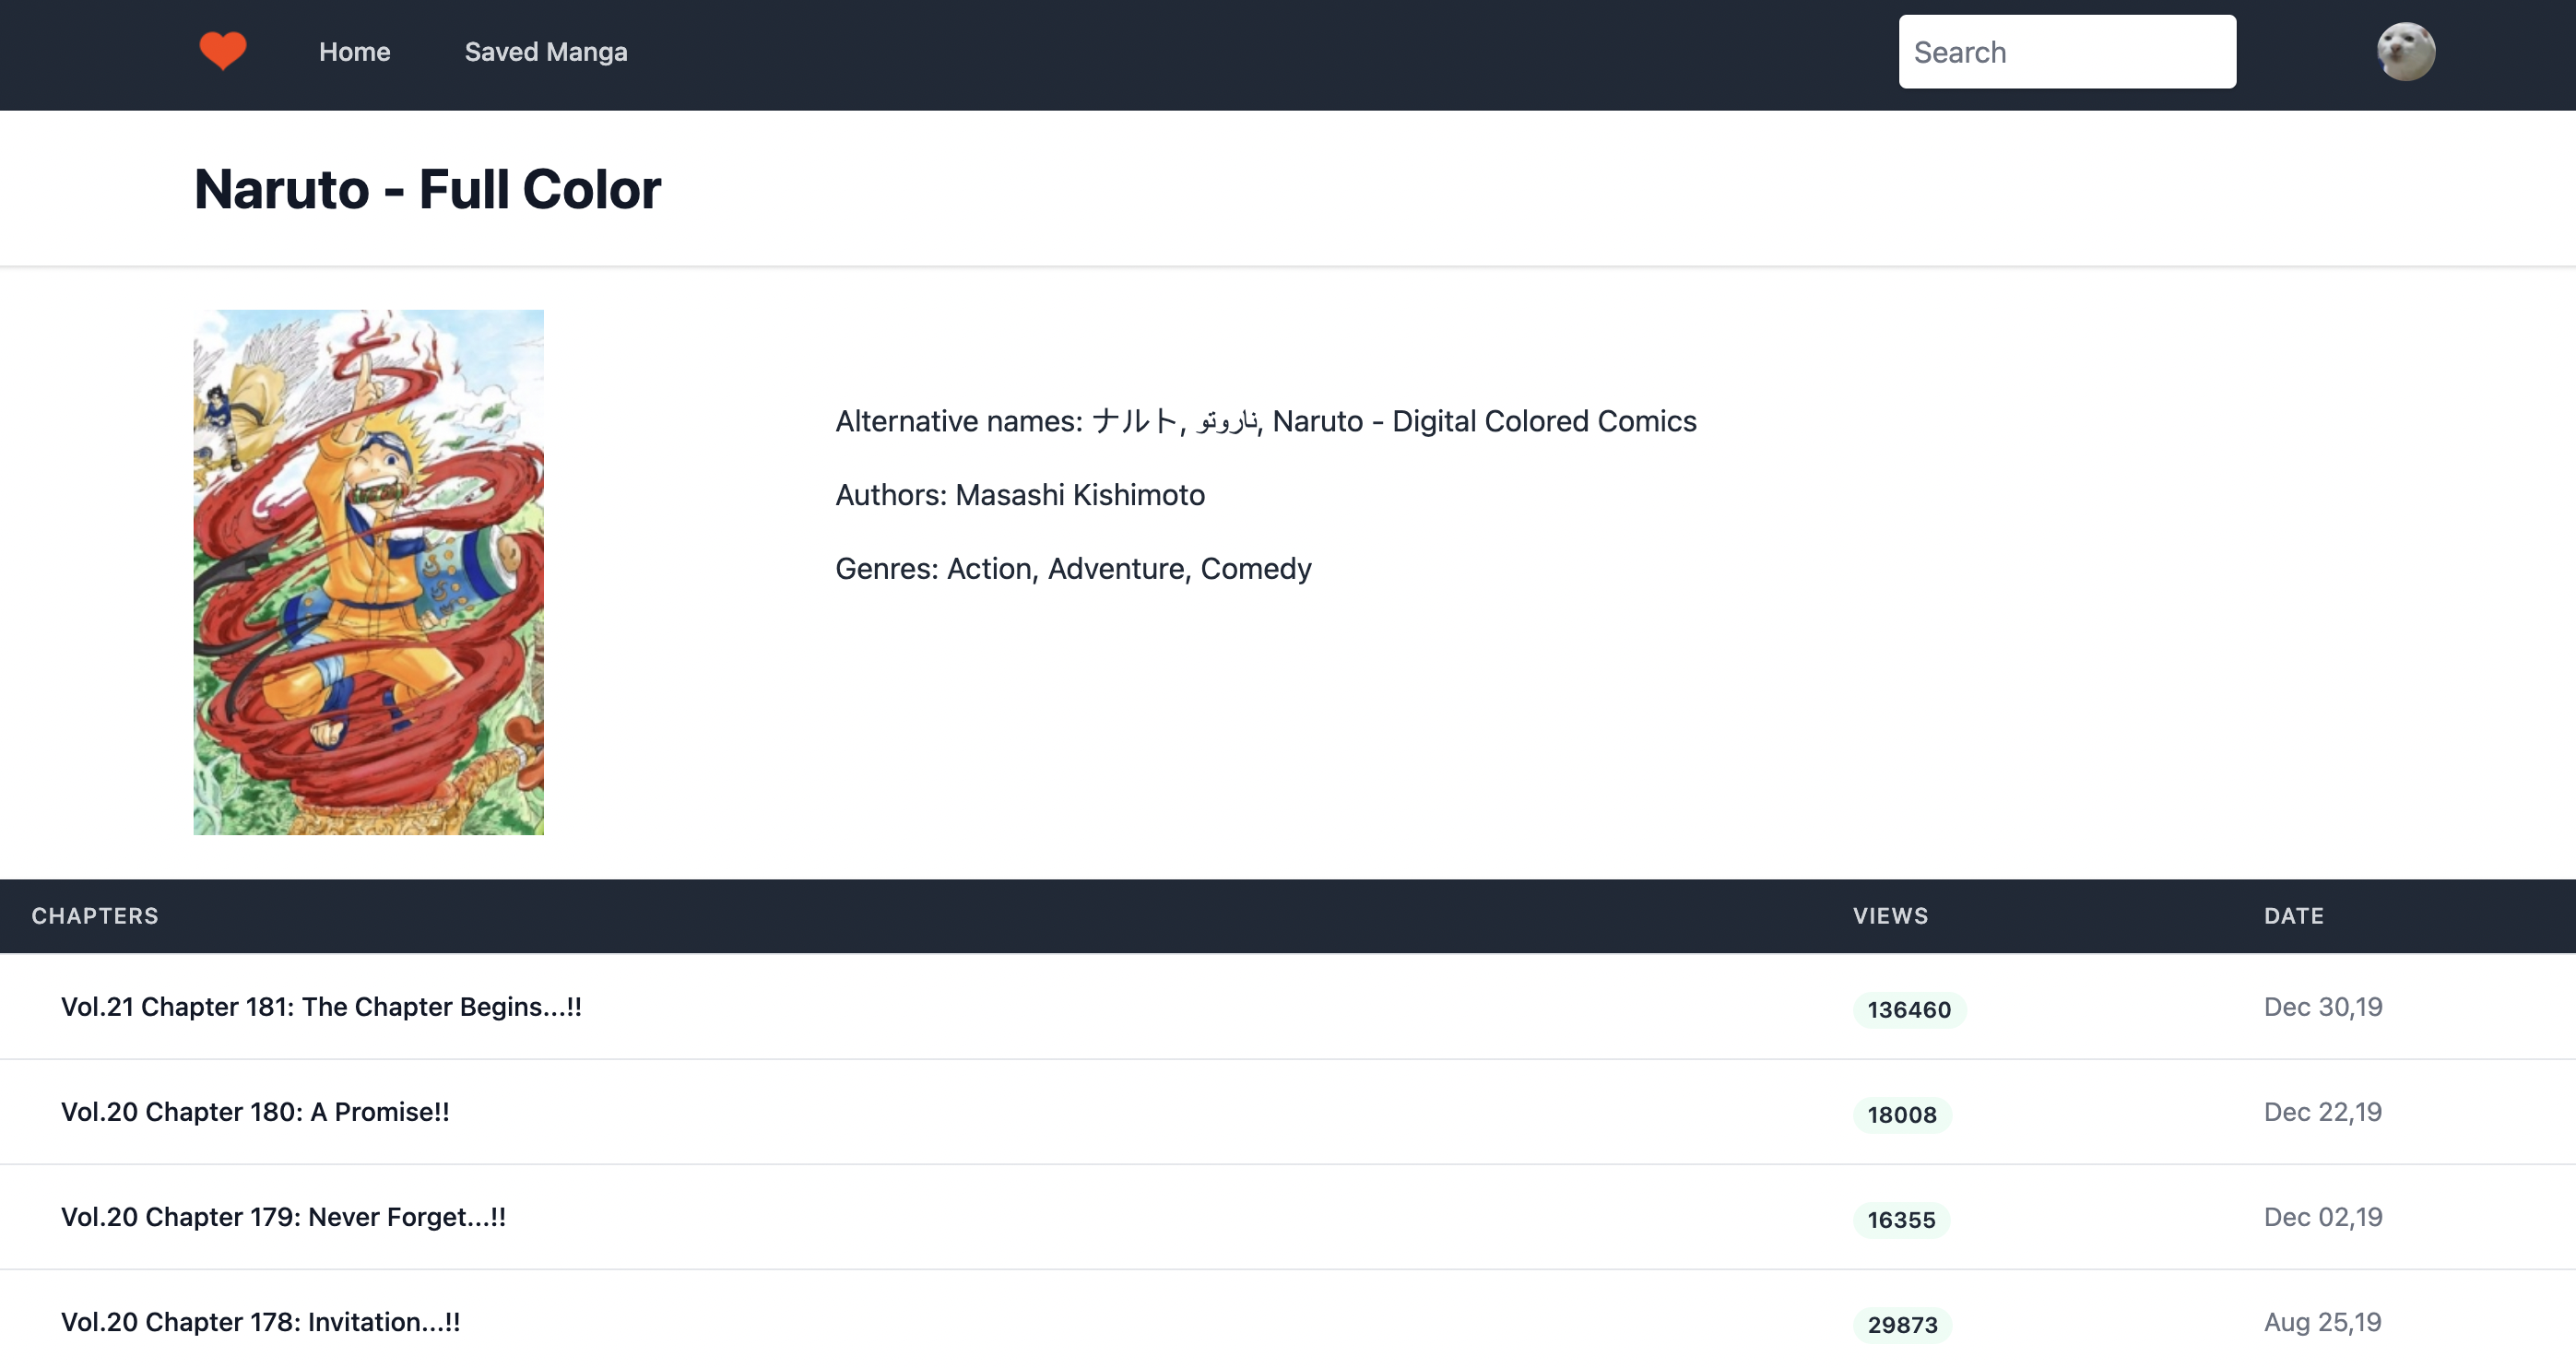 Home Saved Manga Search
Naruto - Full Color
Alternative names: ナルト, ناروتو, Naruto - Digital Colored Comics
Authors: Masashi Kishimoto
Genres: Action, Adventure, Comedy
CHAPTERS VIEWS DATE
Vol.21 Chapter 181: The Chapter Begins...!! 136460 Dec 30,19
Vol.20 Chapter 180: A Promise!! 18008 Dec 22,19
Vol.20 Chapter 179: Never Forget...!! 16355 Dec 02,19
Vol.20 Chapter 178: Invitation...!! 29873 Aug 25,19